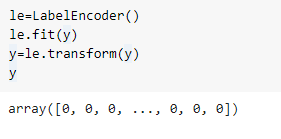 le=LabelEncoder()
le.fit(y)
y=le.transform(y)
y
array([0, 0, 0, ..., 0, 0, 0])